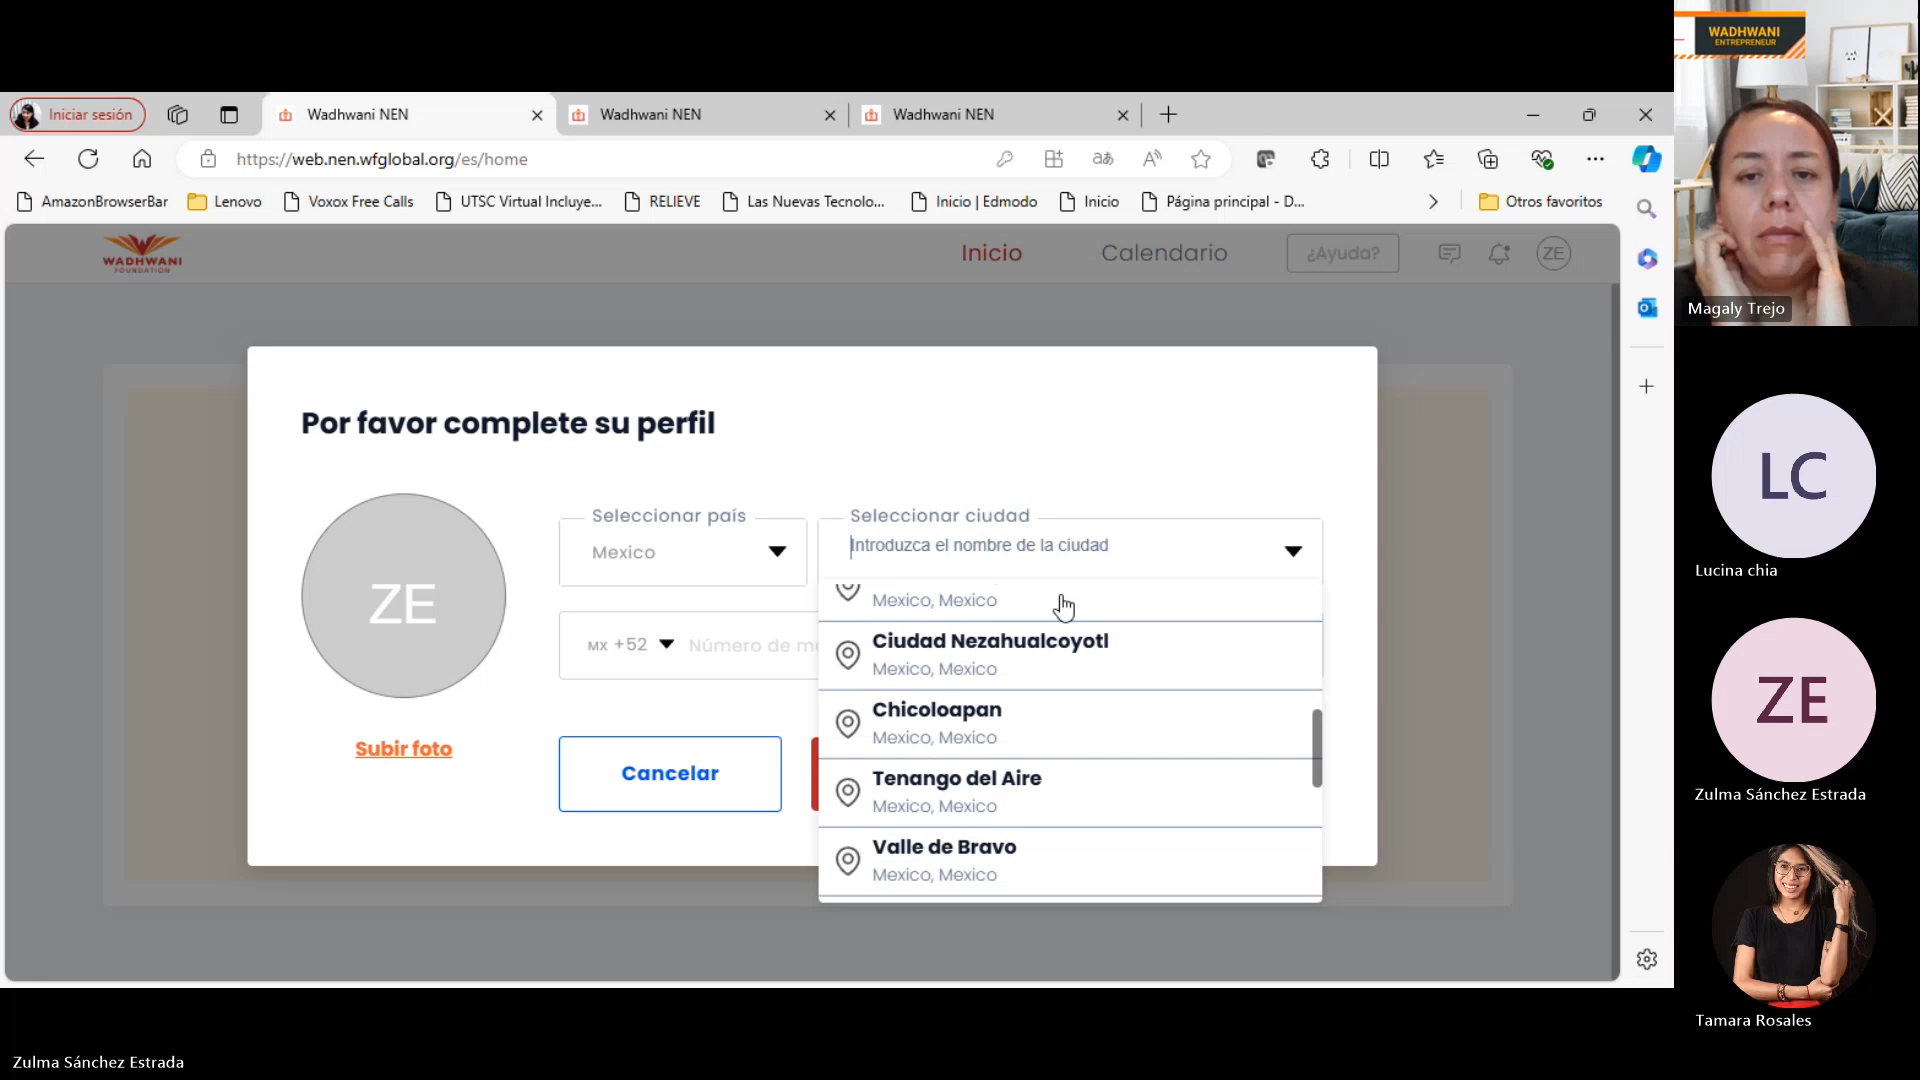 WADHWANI
ENTREPRENEUR
Iniciar sesión
Wadhwani NEN
Wadhwani NEN
Wadhwani NEN
https://web.nen.wfglobal.org/es/home
AmazonBrowserBar
Lenovo
Voxox Free Calls
UTSC Virtual Incluye...
RELIEVE
Las Nuevas Tecnolo...
Inicio | Edmodo
Inicio
Página principal - D...
Otros favoritos
WADHWANI
FOUNDATION
Inicio
Calendario
¿Ayuda?
ZE
Magaly Trejo
Por favor complete su perfil
Seleccionar país
Mexico
Seleccionar ciudad
Introduzca el nombre de la ciudad
ZE
MX +52
Número de
Mexico, Mexico
Ciudad Nezahualcoyotl
Mexico, Mexico
Chicoloapan
Mexico, Mexico
Tenango del Aire
Mexico, Mexico
Valle de Bravo
Mexico, Mexico
Subir foto
Cancelar
LC
Lucina chia
ZE
Zulma Sánchez Estrada
Tamara Rosales
Zulma Sánchez Estrada